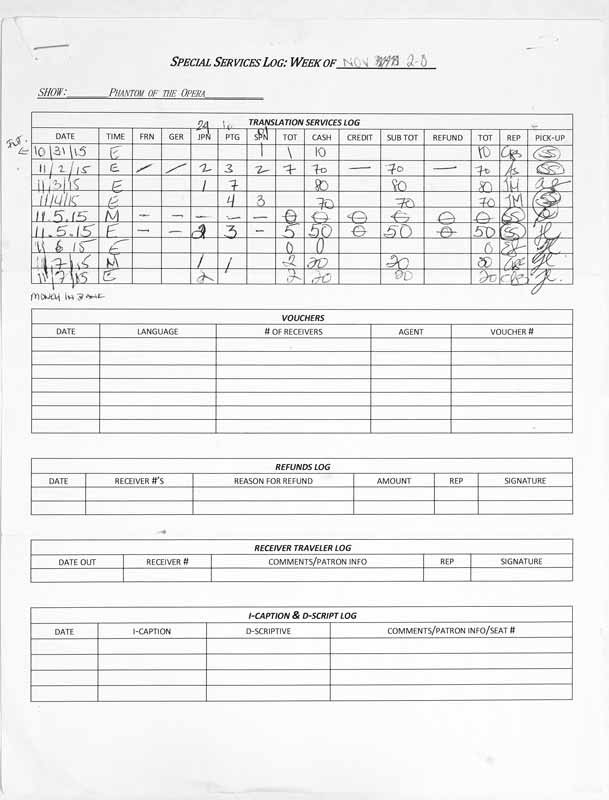 SPECIAL SERVICES LOG: WEEK OF NOV 2-8
SHOW: PHANTOM OF THE OPERA
TRANSLATION SERVICES LOG
DATE TIME FRN GER JPN PTG SPN TOT CASH CREDIT SUB TOT REFUND TOT REP PICK-UP
10/31/15 E 1 1 10 10
11/2/15 E / / 2 3 2 7 70 — 70 — 70
11/3/15 E 1 7 80 80 80 JM
11/4/15 E 4 3 70 70 70 JM
11.5.15 M - - - - - 0 0 0 0 0 0 SS
11.5.15 E - - 2 3 - 5 50 0 50 0 50 SS
11/6/15 E 0 0 0
11/7/15 M 1 1 2 20 20 20
11/7/15 E 2 2 20 20 20
MONEY IN BANK
VOUCHERS
DATE LANGUAGE # OF RECEIVERS AGENT VOUCHER #
REFUNDS LOG
DATE RECEIVER #'S REASON FOR REFUND AMOUNT REP SIGNATURE
RECEIVER TRAVELER LOG
DATE OUT RECEIVER # COMMENTS/PATRON INFO REP SIGNATURE
I-CAPTION & D-SCRIPT LOG
DATE I-CAPTION D-SCRIPTIVE COMMENTS/PATRON INFO/SEAT #